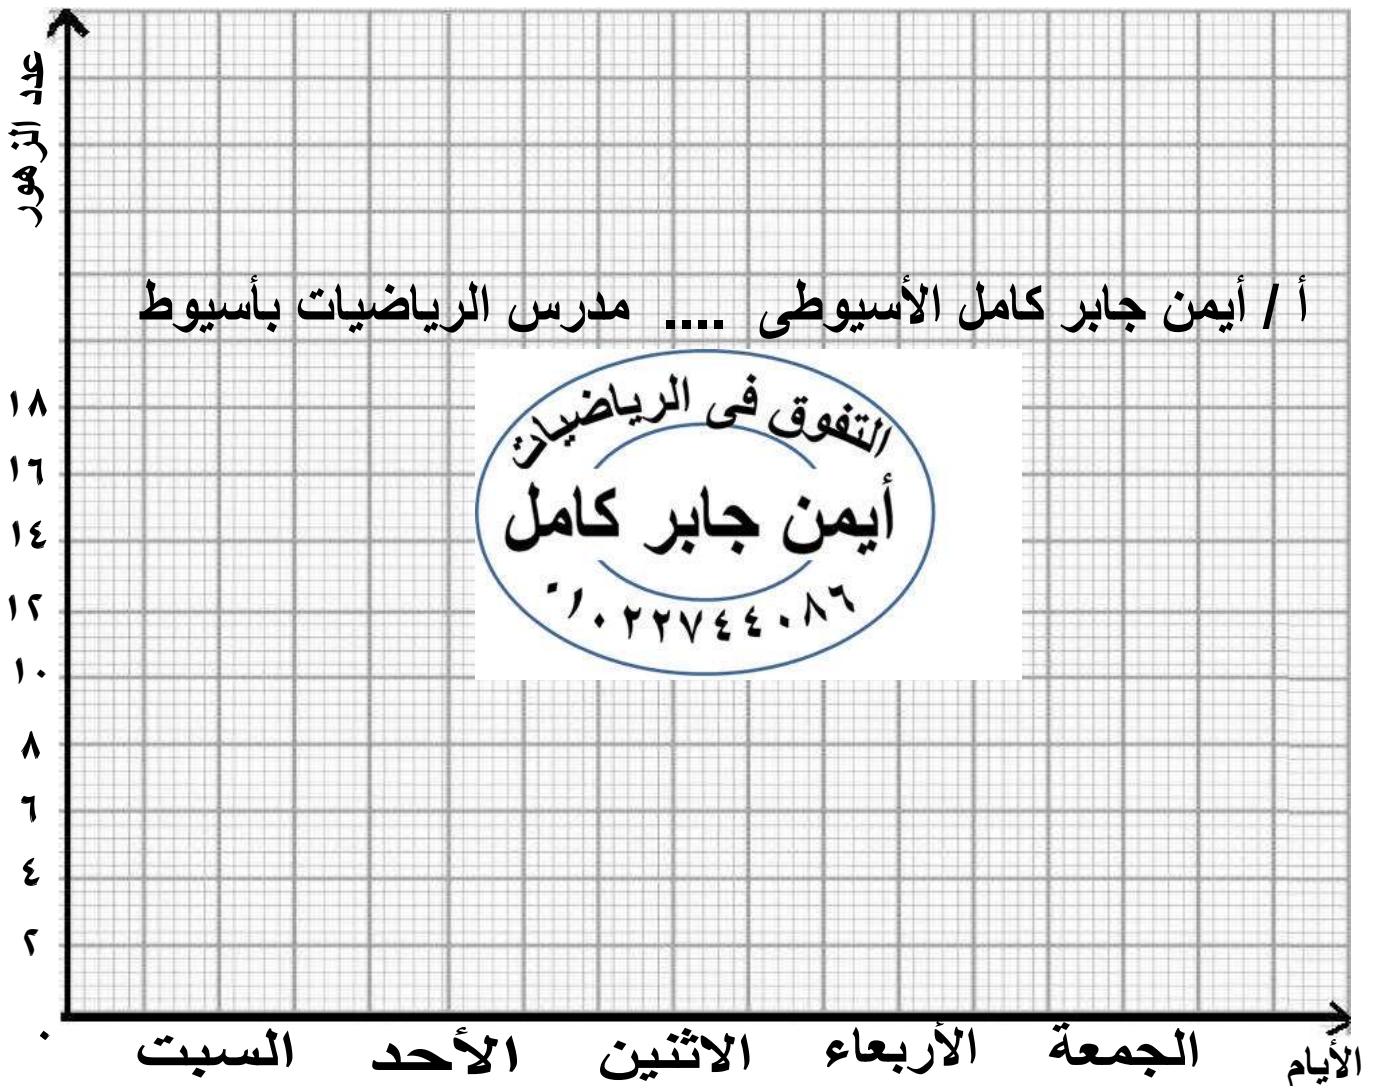 عدد الزهور
أ / أيمن جابر كامل الأسيوطى .... مدرس الرياضيات بأسيوط
التفوق فى الرياضيات
أيمن جابر كامل
٠١٠٢٢٧٤٤٠٨٦
١٨
١٦
١٤
١٢
١٠
٨
٦
٤
٢
٠
السبت الأحد الاثنين الأربعاء الجمعة الأيام